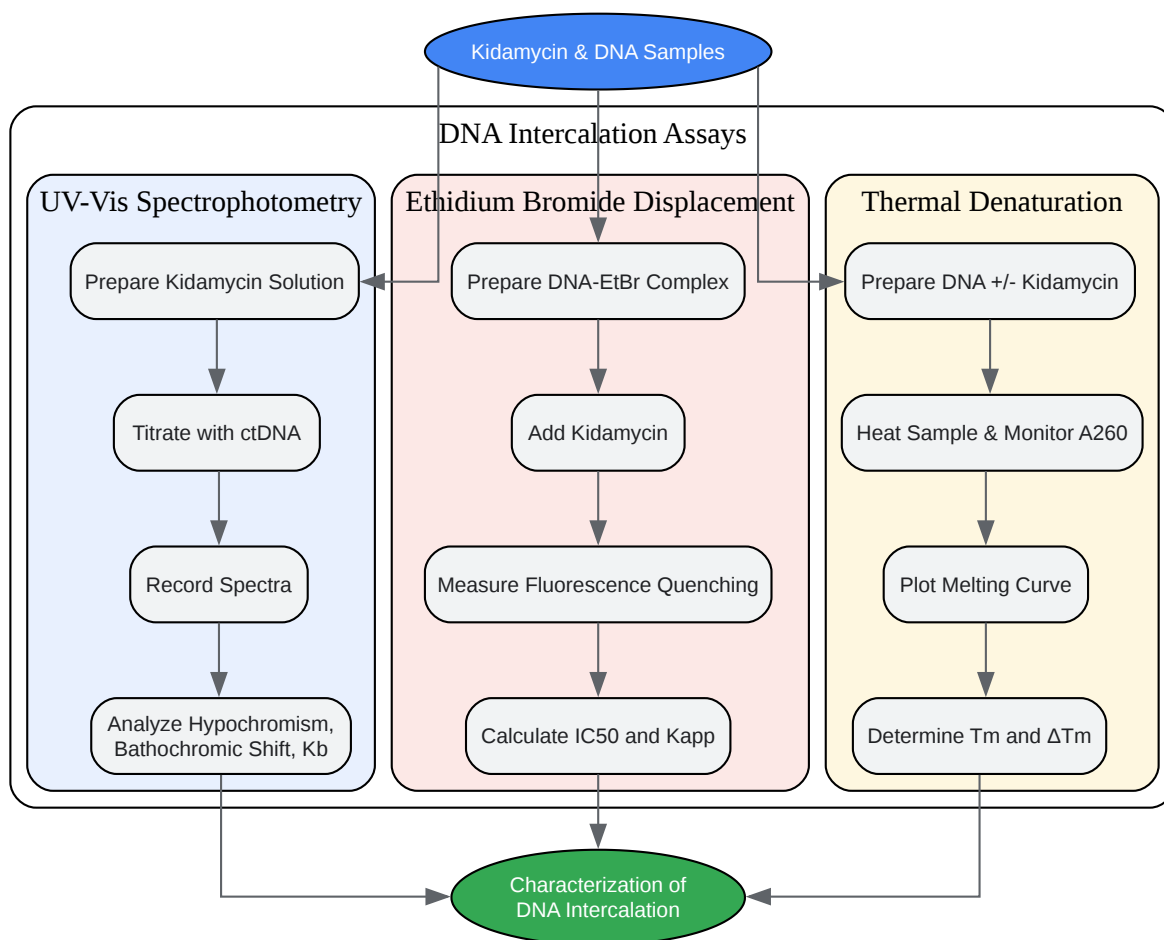 Kidamycin & DNA Samples
DNA Intercalation Assays
UV-Vis Spectrophotometry
Prepare Kidamycin Solution
Titrate with ctDNA
Record Spectra
Analyze Hypochromism,
Bathochromic Shift, Kb
Ethidium Bromide Displacement
Prepare DNA-EtBr Complex
Add Kidamycin
Measure Fluorescence Quenching
Calculate IC50 and Kapp
Thermal Denaturation
Prepare DNA +/- Kidamycin
Heat Sample & Monitor A260
Plot Melting Curve
Determine Tm and ΔTm
Characterization of
DNA Intercalation